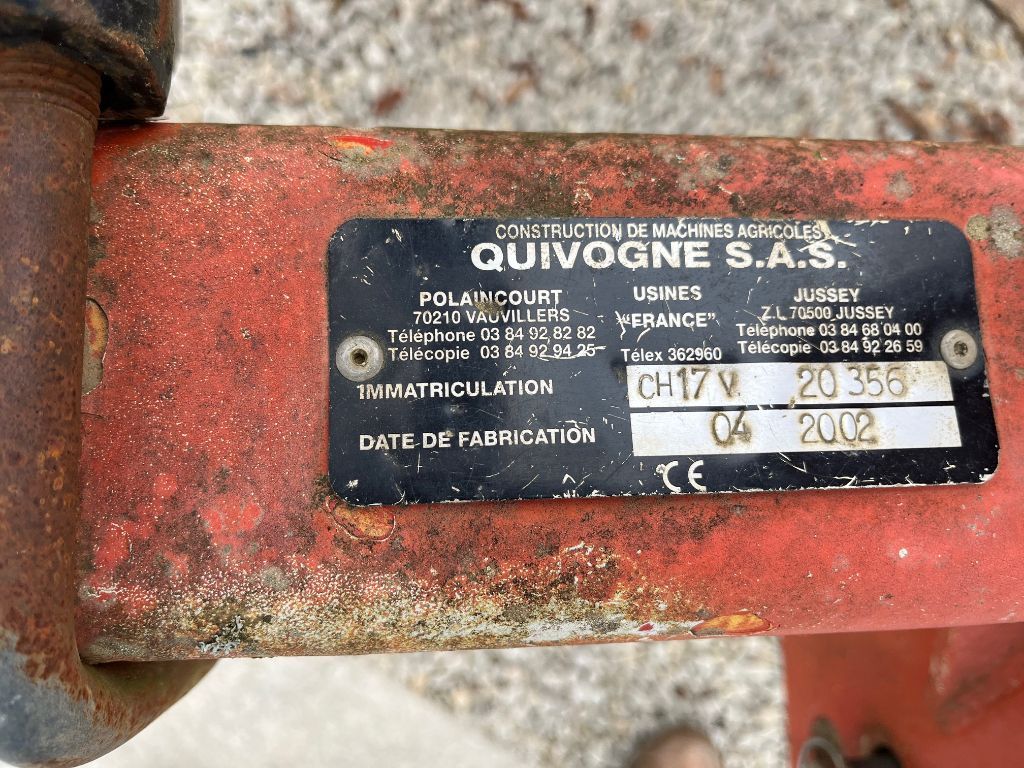 CONSTRUCTION DE MACHINES AGRICOLES
QUIVOGNE S.A.S.
POLAINCOURT
70210 VAUVILLERS
Téléphone 03 84 92 82 82
Télécopie 03 84 92 94 25
USINES
"FRANCE"
Télex 362960
JUSSEY
Z.I. 70500 JUSSEY
Téléphone 03 84 68 04 00
Télécopie 03 84 92 26 59
IMMATRICULATION CH17 V. 20 356
DATE DE FABRICATION 04 2002
CE